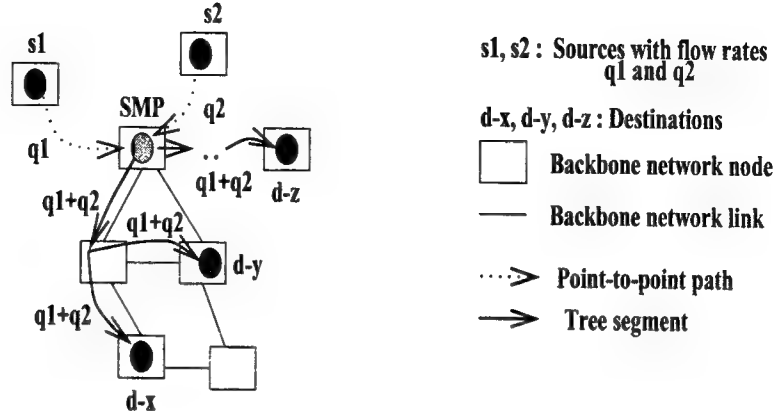 s2
s1
SMP
q2
q1
q1+q2
d-z
q1+q2
q1+q2
d-y
q1+q2
d-x
s1, s2 : Sources with flow rates
q1 and q2
d-x, d-y, d-z : Destinations
Backbone network node
Backbone network link
Point-to-point path
Tree segment